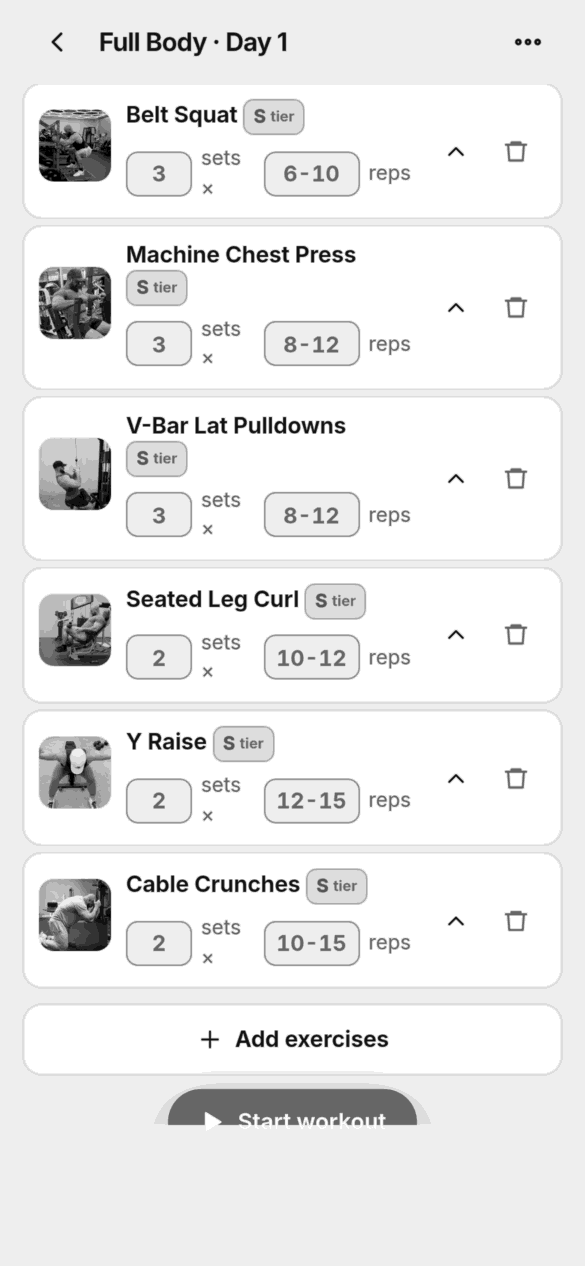 Full Body · Day 1
Belt Squat S tier
3 sets × 6-10 reps
Machine Chest Press
S tier
3 sets × 8-12 reps
V-Bar Lat Pulldowns
S tier
3 sets × 8-12 reps
Seated Leg Curl S tier
2 sets × 10-12 reps
Y Raise S tier
2 sets × 12-15 reps
Cable Crunches S tier
2 sets × 10-15 reps
+ Add exercises
Start workout